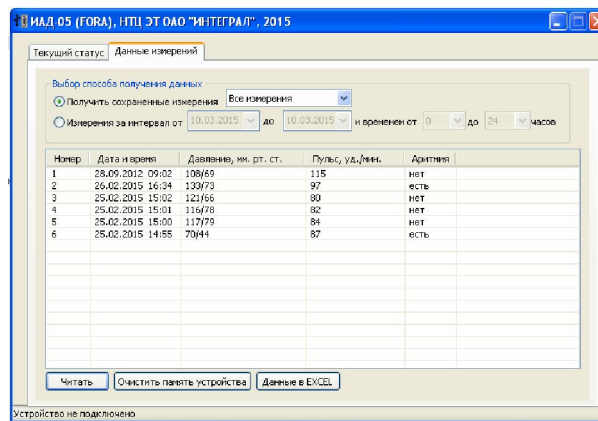 ИАД-05 (FORA), НТЦ ЭТ ОАО "ИНТЕГРАЛ", 2015
Текущий статус Данные измерений
Выбор способа получения данных
Получить сохраненные измерения Все измерения
Измерения за интервал от 10.03.2015 до 10.03.2015 и временем от 0 до 24 часов
Номер Дата и время Давление, мм. рт. ст. Пульс, уд./мин. Аритмия
1 28.09.2012 09:02 108/69 115 нет
2 26.02.2015 16:34 133/73 97 есть
3 25.02.2015 15:02 121/66 80 нет
4 25.02.2015 15:01 116/78 82 нет
5 25.02.2015 15:00 117/79 84 нет
6 25.02.2015 14:55 70/44 87 есть
Читать Очистить память устройства Данные в EXCEL
Устройство не подключено